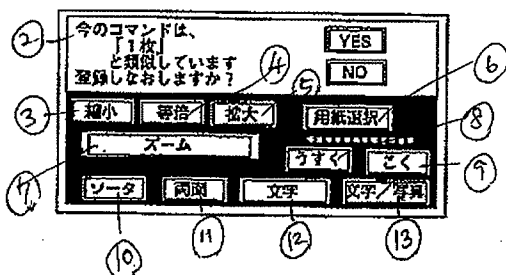 ② 今のコマンドは、
「1枚」
と類似しています
登録しなおしますか？
YES
NO
③ 縮小 等倍 ④ 拡大 ⑤ 用紙選択 ⑥
⑦ ズーム ⑧
うすく こく ⑨
ソータ 両面 文字 文字/写真
⑩ ⑪ ⑫ ⑬